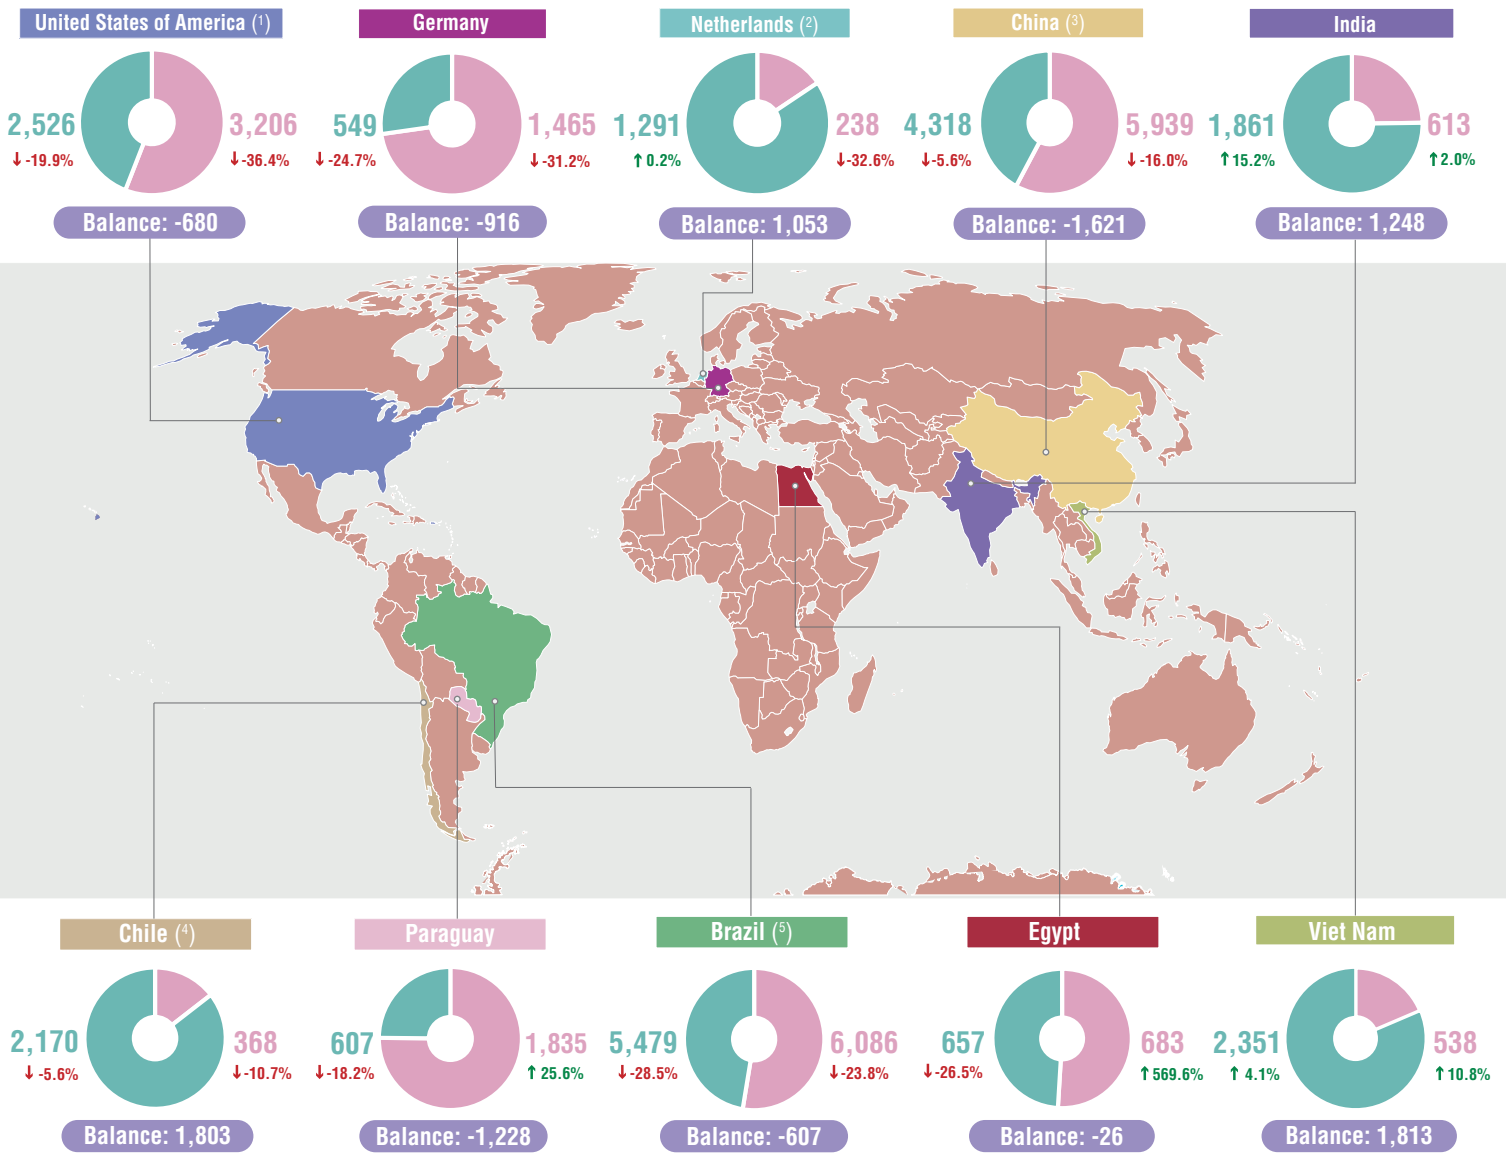 United States of America (1)
Germany
Netherlands (2)
China (3)
India
2,526
↓ -19.9%
3,206
↓ -36.4%
549
↓ -24.7%
1,465
↓ -31.2%
1,291
↑ 0.2%
238
↓ -32.6%
4,318
↓ -5.6%
5,939
↓ -16.0%
1,861
↑ 15.2%
613
↑ 2.0%
Balance: -680
Balance: -916
Balance: 1,053
Balance: -1,621
Balance: 1,248
Chile (4)
Paraguay
Brazil (5)
Egypt
Viet Nam
2,170
↓ -5.6%
368
↓ -10.7%
607
↓ -18.2%
1,835
↑ 25.6%
5,479
↓ -28.5%
6,086
↓ -23.8%
657
↓ -26.5%
683
↑ 569.6%
2,351
↑ 4.1%
538
↑ 10.8%
Balance: 1,803
Balance: -1,228
Balance: -607
Balance: -26
Balance: 1,813